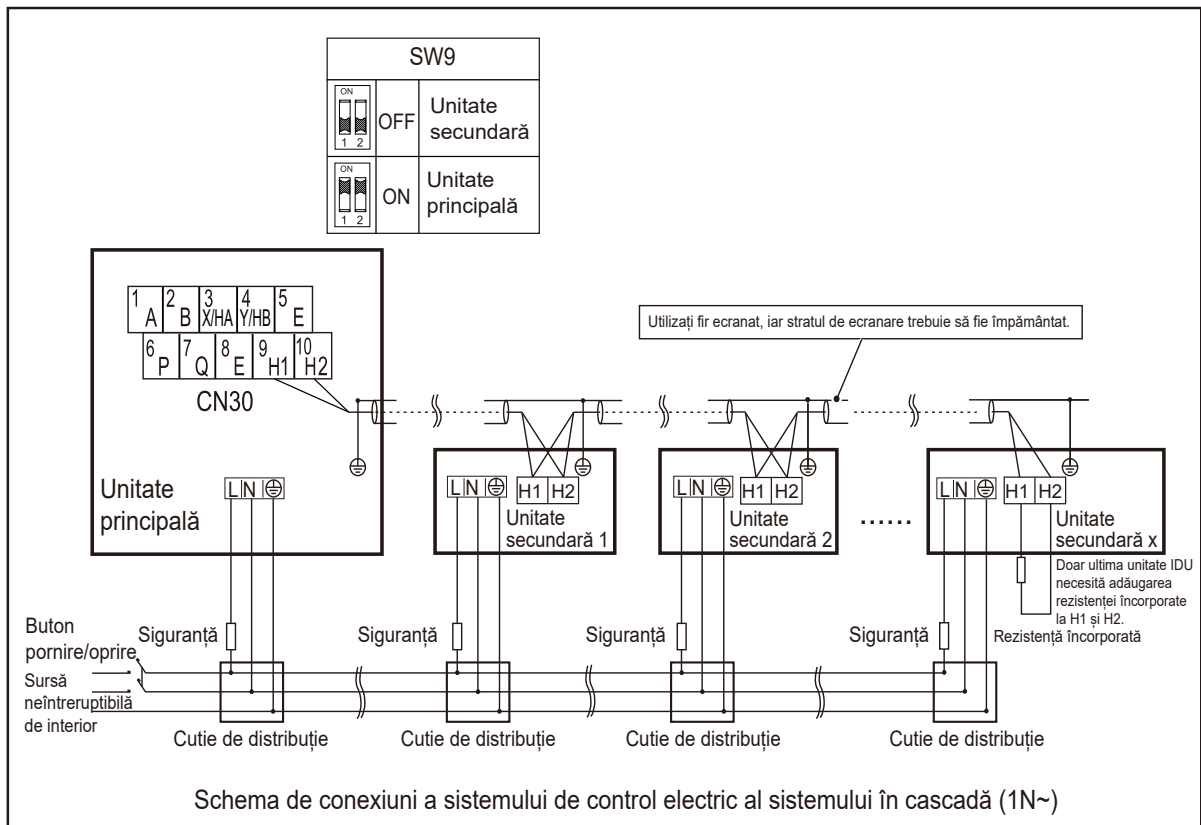 SW9
ON
1 2
OFF
Unitate
secundară
ON
1 2
ON
Unitate
principală
1 A
2 B
3 X/HA
4 Y/HB
5 E
6 P
7 Q
8 E
9 H1
10 H2
CN30
Utilizați fir ecranat, iar stratul de ecranare trebuie să fie împământat.
Unitate
principală
L N
L N
H1 H2
Unitate
secundară 1
L N
H1 H2
Unitate
secundară 2
......
L N
H1 H2
Unitate
secundară x
Doar ultima unitate IDU
necesită adăugarea
rezistenței încorporate
la H1 și H2.
Rezistență încorporată
Buton
pornire/oprire
Siguranță
Siguranță
Siguranță
Siguranță
Sursă
neîntreruptibilă
de interior
Cutie de distribuție
Cutie de distribuție
Cutie de distribuție
Cutie de distribuție
Schema de conexiuni a sistemului de control electric al sistemului în cascadă (1N~)